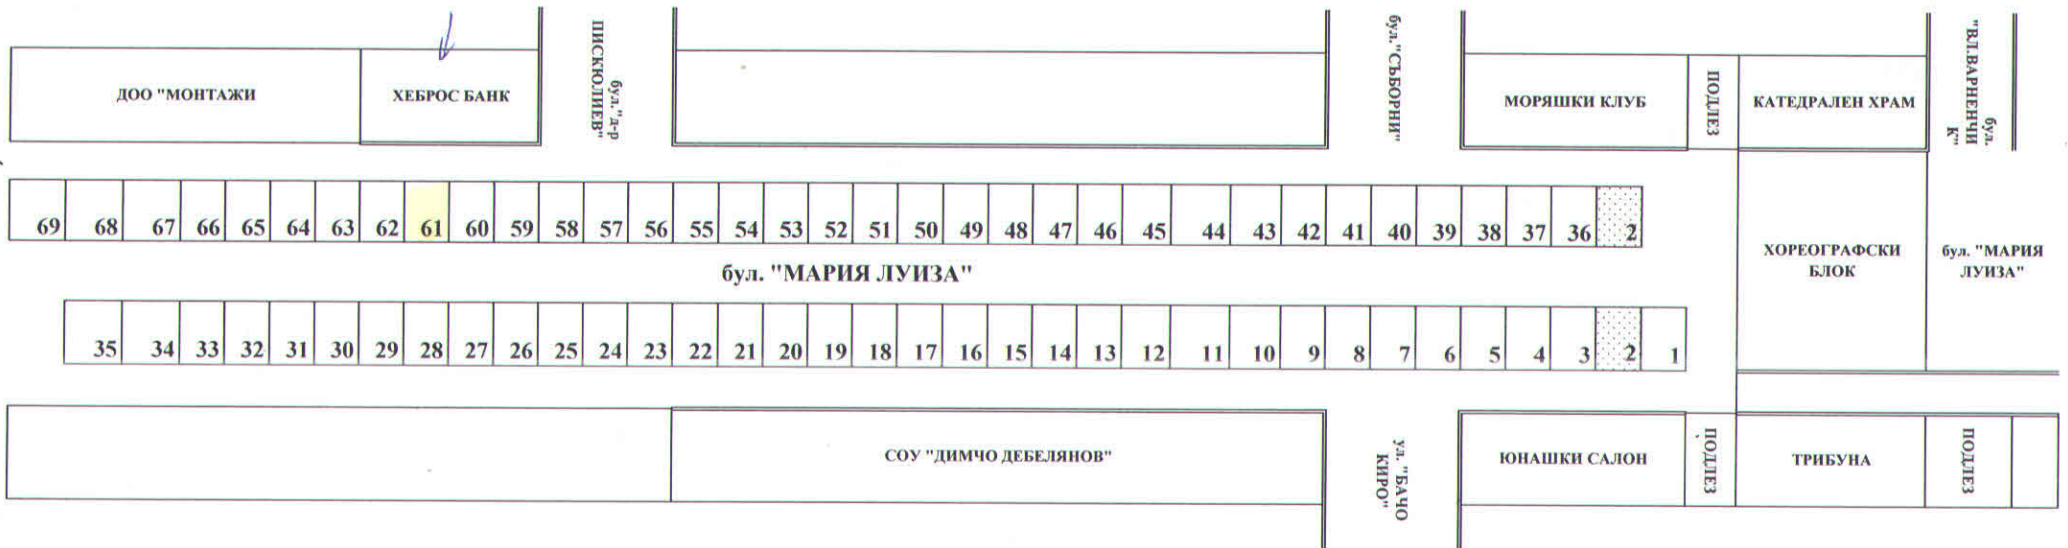 ДОО "МОНТАЖИ
ХЕБРОС БАНК
бул."д-р
ПИСКЮЛИЕВ"
бул."СЪБОРНИ"
МОРЯШКИ КЛУБ
ПОДЛЕЗ
КАТЕДРАЛЕН ХРАМ
бул.
"ВЛ.ВАРНЕНЧИ
К"
69 68 67 66 65 64 63 62 61 60 59 58 57 56 55 54 53 52 51 50 49 48 47 46 45 44 43 42 41 40 39 38 37 36 2
ХОРЕОГРАФСКИ
БЛОК
бул. "МАРИЯ
ЛУИЗА"
бул. "МАРИЯ ЛУИЗА"
35 34 33 32 31 30 29 28 27 26 25 24 23 22 21 20 19 18 17 16 15 14 13 12 11 10 9 8 7 6 5 4 3 2 1
СОУ "ДИМЧО ДЕБЕЛЯНОВ"
ул. "БАЧО
КИРО"
ЮНАШКИ САЛОН
ПОДЛЕЗ
ТРИБУНА
ПОДЛЕЗ